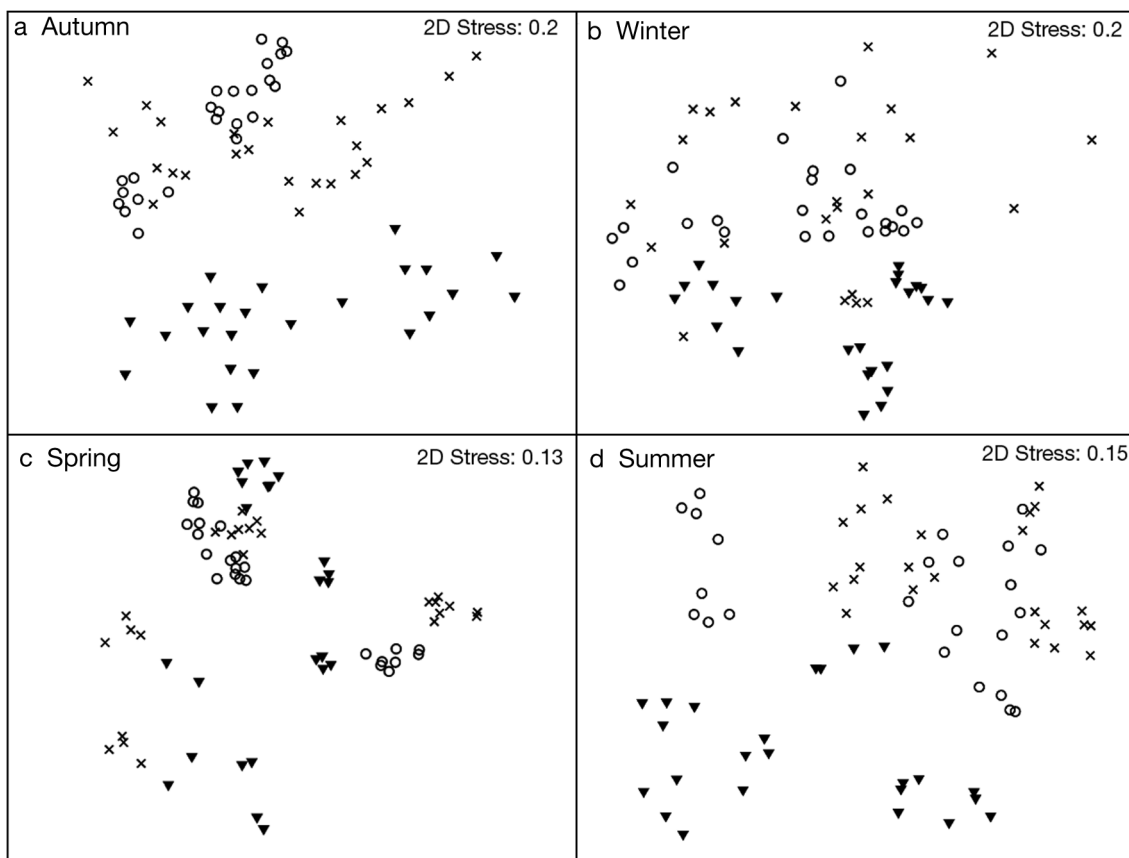 a Autumn
2D Stress: 0.2
b Winter
2D Stress: 0.2
c Spring
2D Stress: 0.13
d Summer
2D Stress: 0.15